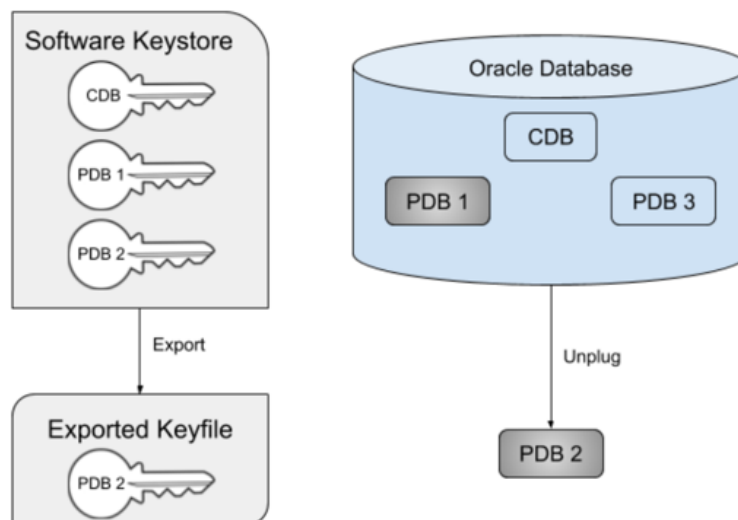 Software Keystore
CDB
PDB 1
PDB 2
Export
Exported Keyfile
PDB 2
Oracle Database
CDB
PDB 1
PDB 3
Unplug
PDB 2